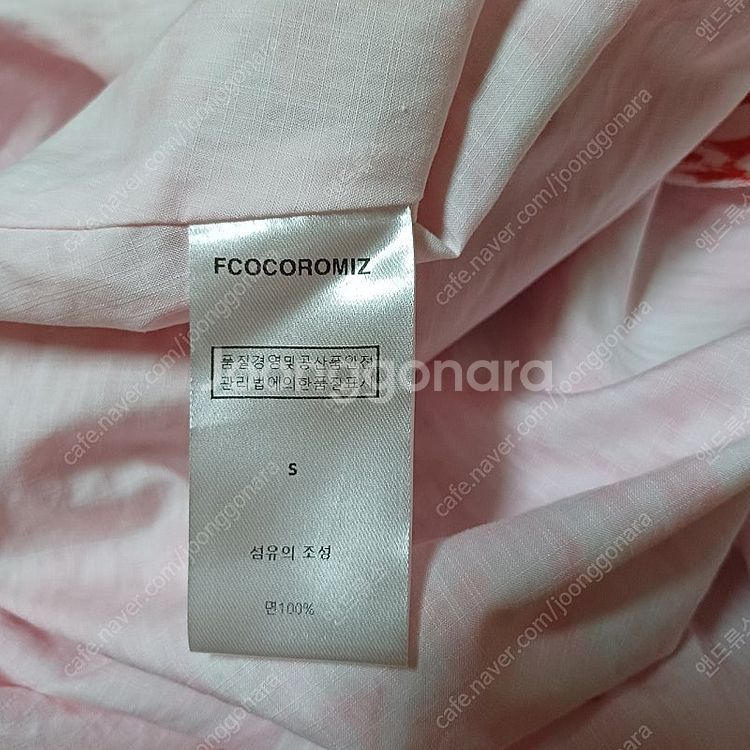 FCOCOROMIZ
품질경영및공산품안전
관리법에의한품질표시
S
섬유의 조성
면100%
Joonggonara
cafe.naver.com/joonggonara